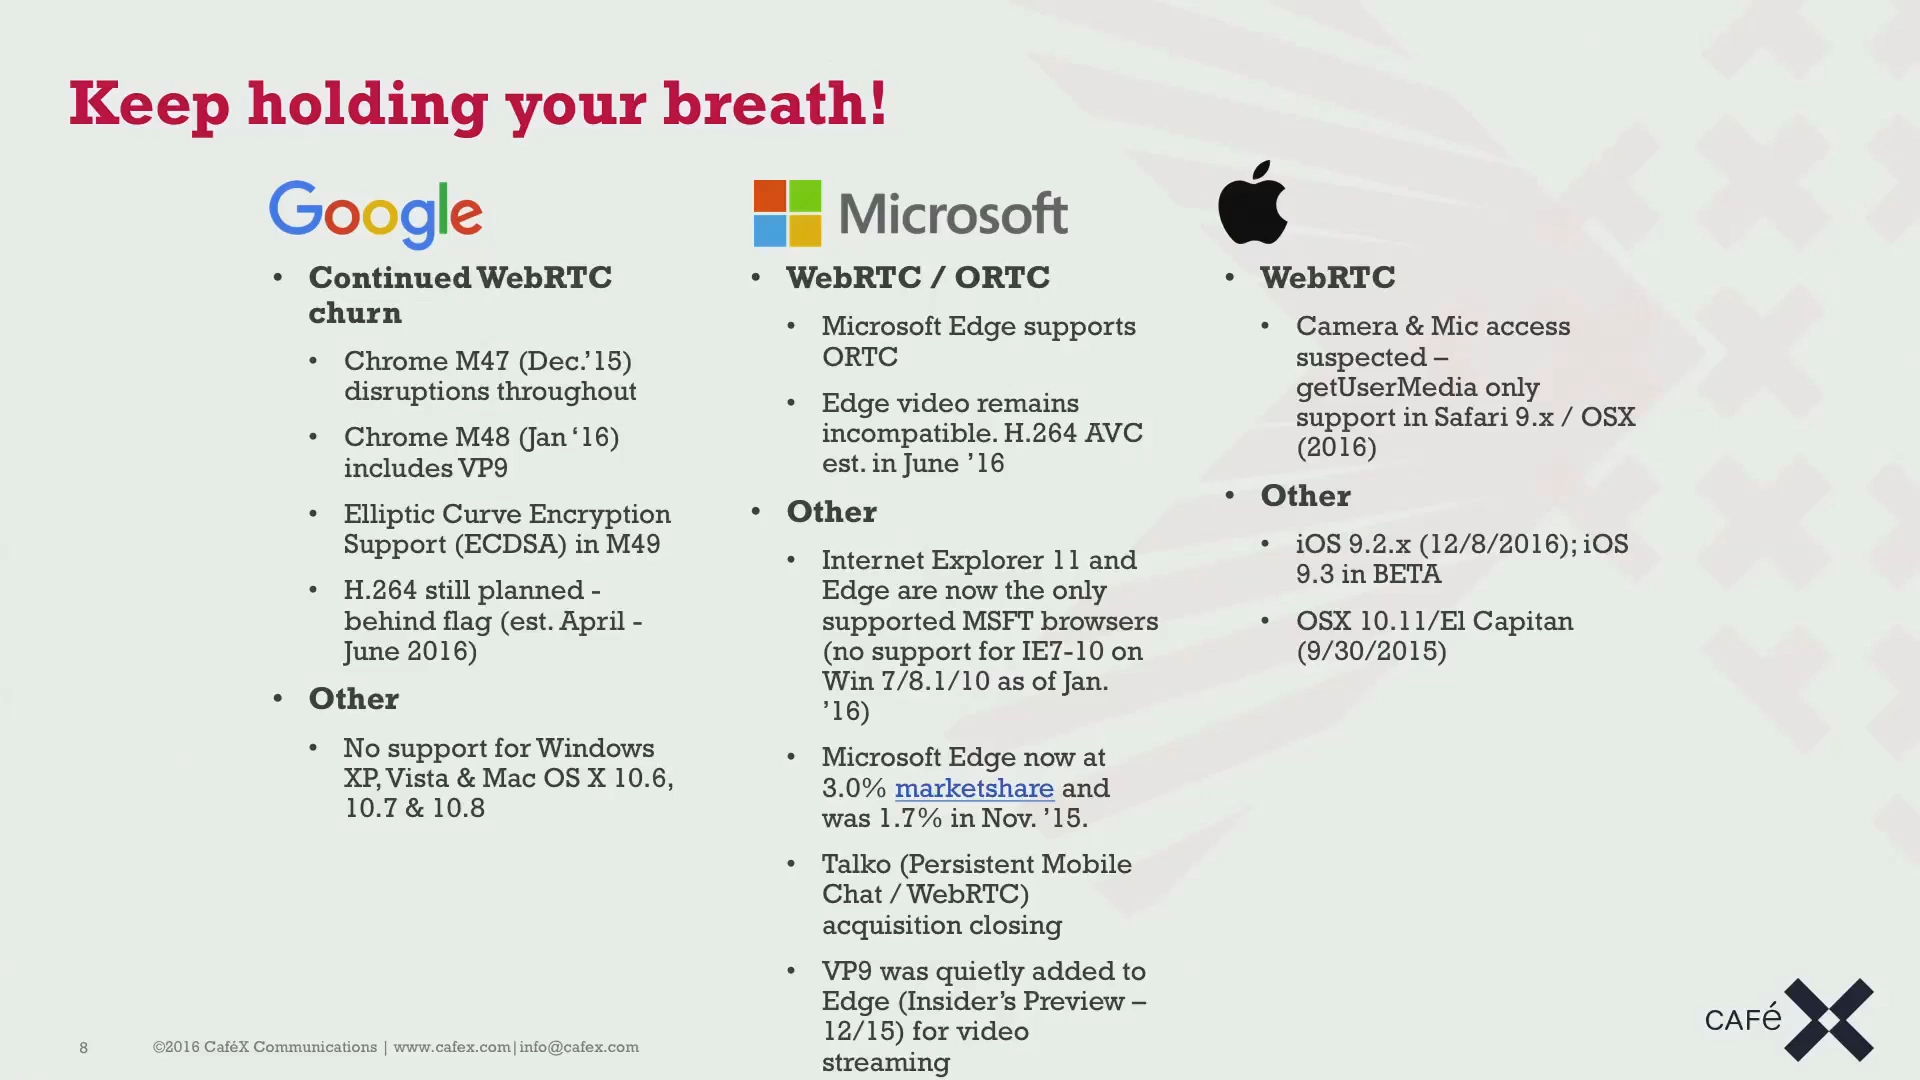 Keep holding your breath!
Google
• Continued WebRTC
churn
• Chrome M47 (Dec.’15)
disruptions throughout
• Chrome M48 (Jan ‘16)
includes VP9
• Elliptic Curve Encryption
Support (ECDSA) in M49
• H.264 still planned -
behind flag (est. April -
June 2016)
• Other
• No support for Windows
XP, Vista & Mac OS X 10.6,
10.7 & 10.8
Microsoft
• WebRTC / ORTC
• Microsoft Edge supports
ORTC
• Edge video remains
incompatible. H.264 AVC
est. in June ’16
• Other
• Internet Explorer 11 and
Edge are now the only
supported MSFT browsers
(no support for IE7-10 on
Win 7/8.1/10 as of Jan.
’16)
• Microsoft Edge now at
3.0% marketshare and
was 1.7% in Nov. ’15.
• Talko (Persistent Mobile
Chat / WebRTC)
acquisition closing
• VP9 was quietly added to
Edge (Insider’s Preview –
12/15) for video
streaming
• WebRTC
• Camera & Mic access
suspected –
getUserMedia only
support in Safari 9.x / OSX
(2016)
• Other
• iOS 9.2.x (12/8/2016); iOS
9.3 in BETA
• OSX 10.11/El Capitan
(9/30/2015)
8 ©2016 CaféX Communications | www.cafex.com|info@cafex.com
CAFéX